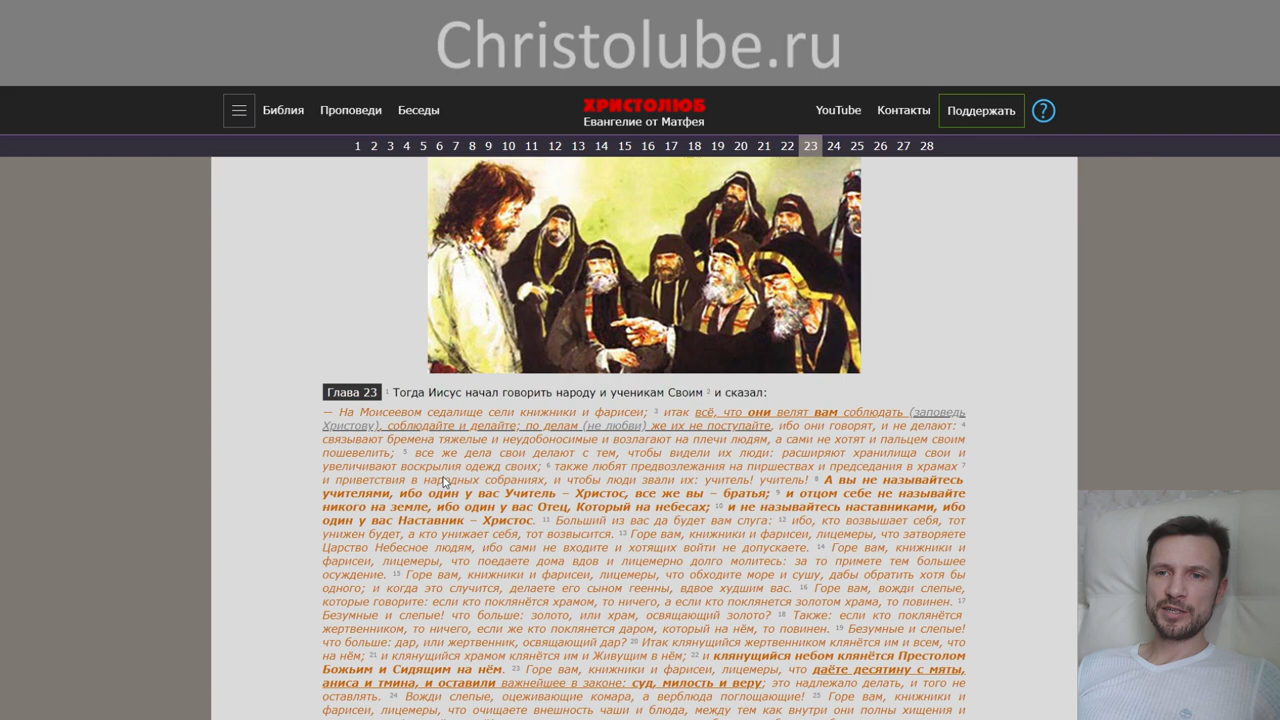 Christolube.ru
Библия Проповеди Беседы ХРИСТОЛЮБ YouTube Контакты Поддержать ?
Евангелие от Матфея
1 2 3 4 5 6 7 8 9 10 11 12 13 14 15 16 17 18 19 20 21 22 23 24 25 26 27 28
Глава 23 1 Тогда Иисус начал говорить народу и ученикам Своим 2 и сказал:
— На Моисеевом седалище сели книжники и фарисеи; 3 итак всё, что они велят вам соблюдать (заповедь
Христову), соблюдайте и делайте; по делам (не любви) же их не поступайте, ибо они говорят, и не делают: 4
связывают бремена тяжелые и неудобоносимые и возлагают на плечи людям, а сами не хотят и пальцем своим
пошевелить; 5 все же дела свои делают с тем, чтобы видели их люди: расширяют хранилища свои и
увеличивают воскрылия одежд своих; 6 также любят предвозлежания на пиршествах и председания в храмах 7
и приветствия в народных собраниях, и чтобы люди звали их: учитель! учитель! 8 А вы не называйтесь
учителями, ибо один у вас Учитель – Христос, все же вы – братья; 9 и отцом себе не называйте
никого на земле, ибо один у вас Отец, Который на небесах; 10 и не называйтесь наставниками, ибо
один у вас Наставник – Христос. 11 Больший из вас да будет вам слуга: 12 ибо, кто возвышает себя, тот
унижен будет, а кто унижает себя, тот возвысится. 13 Горе вам, книжники и фарисеи, лицемеры, что затворяете
Царство Небесное людям, ибо сами не входите и хотящих войти не допускаете. 14 Горе вам, книжники и
фарисеи, лицемеры, что поедаете дома вдов и лицемерно долго молитесь: за то примете тем большее
осуждение. 15 Горе вам, книжники и фарисеи, лицемеры, что обходите море и сушу, дабы обратить хотя бы
одного; и когда это случится, делаете его сыном геенны, вдвое худшим вас. 16 Горе вам, вожди слепые,
которые говорите: если кто поклянётся храмом, то ничего, а если кто поклянется золотом храма, то повинен. 17
Безумные и слепые! что больше: золото, или храм, освящающий золото? 18 Также: если кто поклянётся
жертвенником, то ничего, если же кто поклянется даром, который на нём, то повинен. 19 Безумные и слепые!
что больше: дар, или жертвенник, освящающий дар? 20 Итак клянущийся жертвенником клянётся им и всем, что
на нём; 21 и клянущийся храмом клянётся им и Живущим в нём; 22 и клянущийся небом клянётся Престолом
Божьим и Сидящим на нём. 23 Горе вам, книжники и фарисеи, лицемеры, что даёте десятину с мяты,
аниса и тмина, и оставили важнейшее в законе: суд, милость и веру; это надлежало делать, и того не
оставлять. 24 Вожди слепые, оцеживающие комара, а верблюда поглощающие! 25 Горе вам, книжники и
фарисеи, лицемеры, что очищаете внешность чаши и блюда, между тем как внутри они полны хищения и